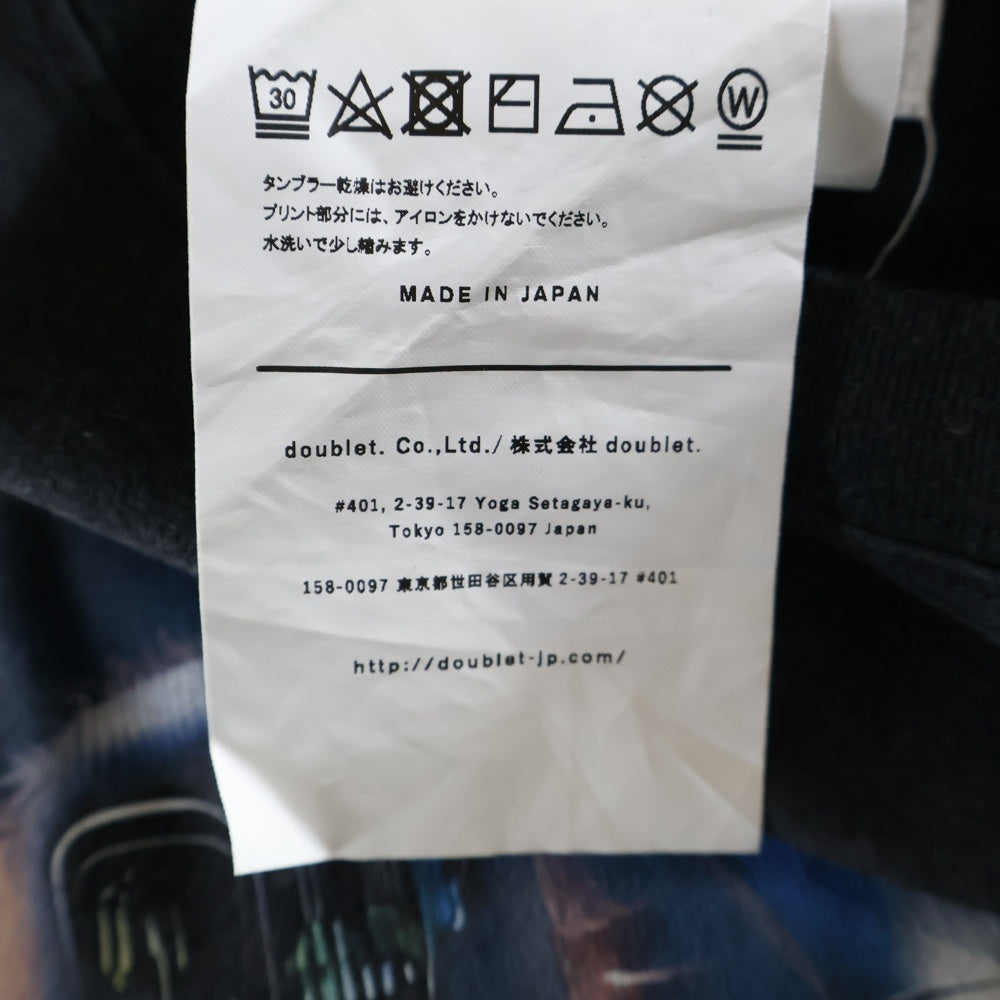 30 W
タンブラー乾燥はお避けください。
プリント部分には、アイロンをかけないでください。
水洗いで少し縮みます。
MADE IN JAPAN
doublet. Co.,Ltd./ 株式会社 doublet.
#401, 2-39-17 Yoga Setagaya-ku,
Tokyo 158-0097 Japan
158-0097 東京都世田谷区用賀 2-39-17 #401
http://doublet-jp.com/